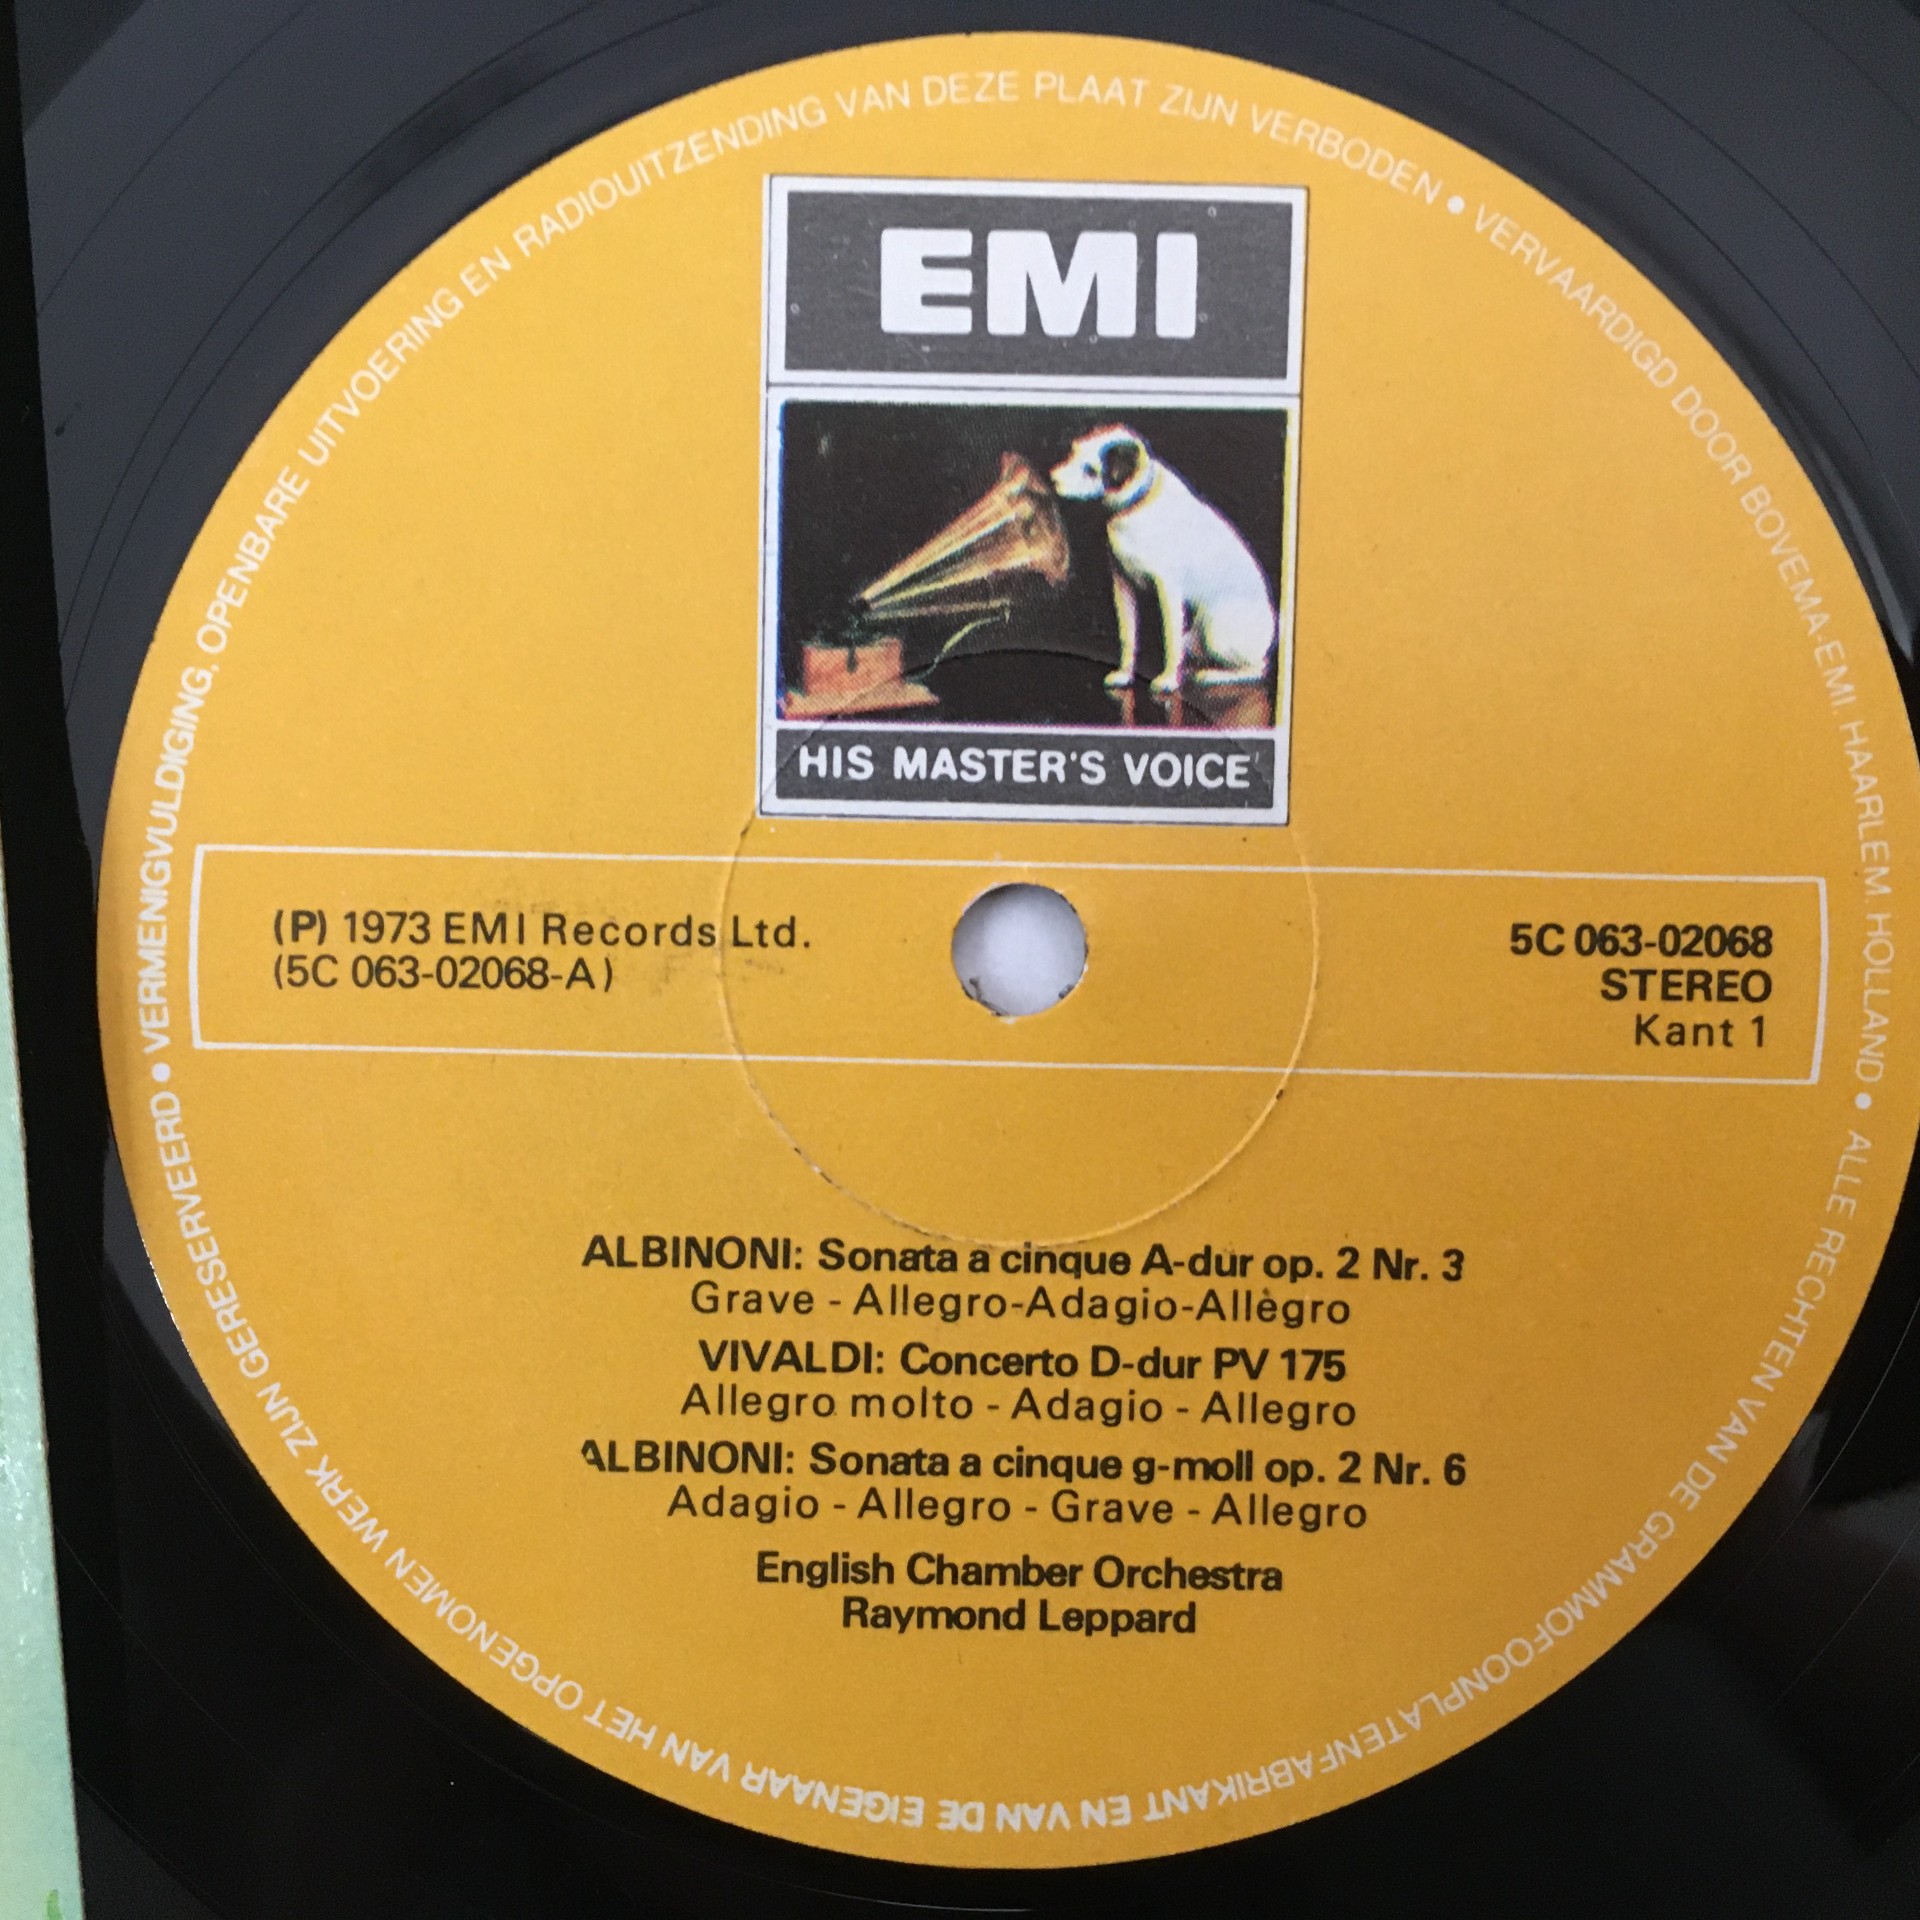 VERMENIGVULDIGING, OPENBARE UITVOERING EN RADIOUITZENDING VAN DEZE PLAAT ZIJN VERBODEN • VERVAARDIGD DOOR BOVEMA-EMI HAARLEM HOLLAND • ALLE RECHTEN VAN DE GRAMMOFOONPLATENFABRIKANT EN VAN DE EIGENAAR VAN HET OPGENOMEN WERK ZIJN GERESERVEERD •
EMI
HIS MASTER'S VOICE
(P) 1973 EMI Records Ltd.
(5C 063-02068-A)
5C 063-02068
STEREO
Kant 1
ALBINONI: Sonata a cinque A-dur op. 2 Nr. 3
Grave - Allegro-Adagio-Allegro
VIVALDI: Concerto D-dur PV 175
Allegro molto - Adagio - Allegro
ALBINONI: Sonata a cinque g-moll op. 2 Nr. 6
Adagio - Allegro - Grave - Allegro
English Chamber Orchestra
Raymond Leppard